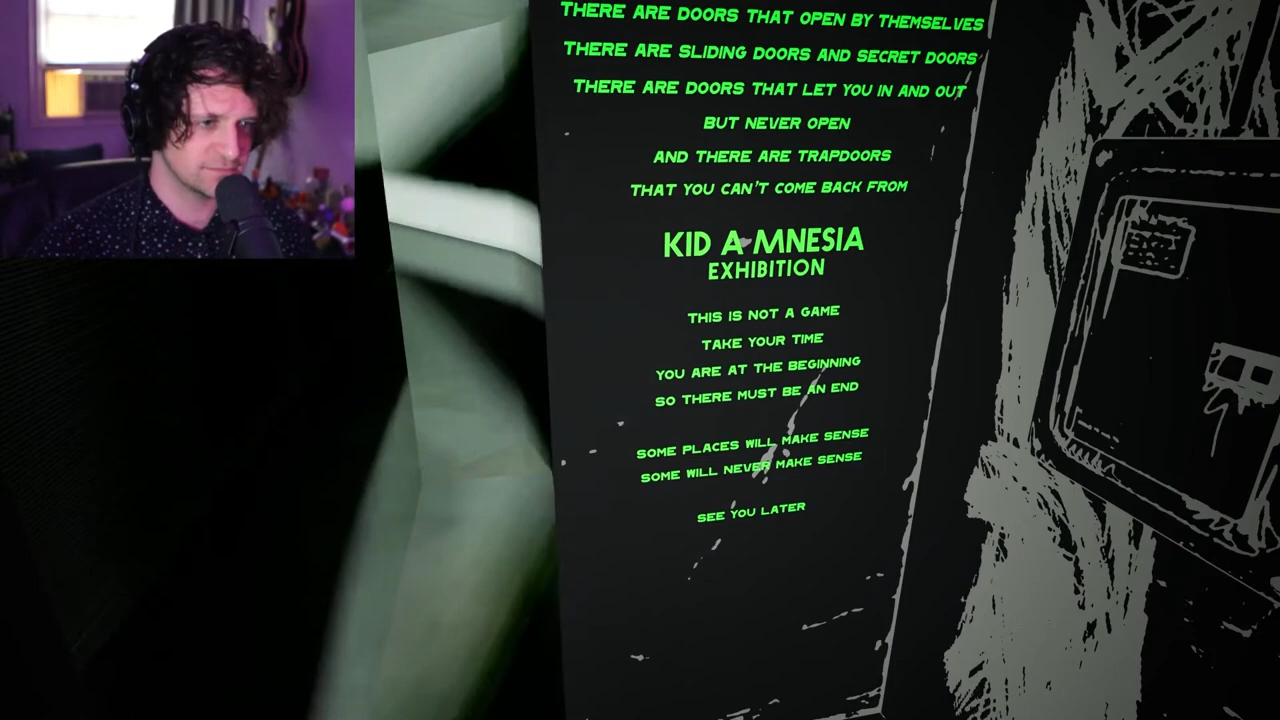 THERE ARE DOORS THAT OPEN BY THEMSELVES
THERE ARE SLIDING DOORS AND SECRET DOORS
THERE ARE DOORS THAT LET YOU IN AND OUT
BUT NEVER OPEN
AND THERE ARE TRAPDOORS
THAT YOU CAN'T COME BACK FROM
KID A MNESIA
EXHIBITION
THIS IS NOT A GAME
TAKE YOUR TIME
YOU ARE AT THE BEGINNING
SO THERE MUST BE AN END
SOME PLACES WILL MAKE SENSE
SOME WILL NEVER MAKE SENSE
SEE YOU LATER